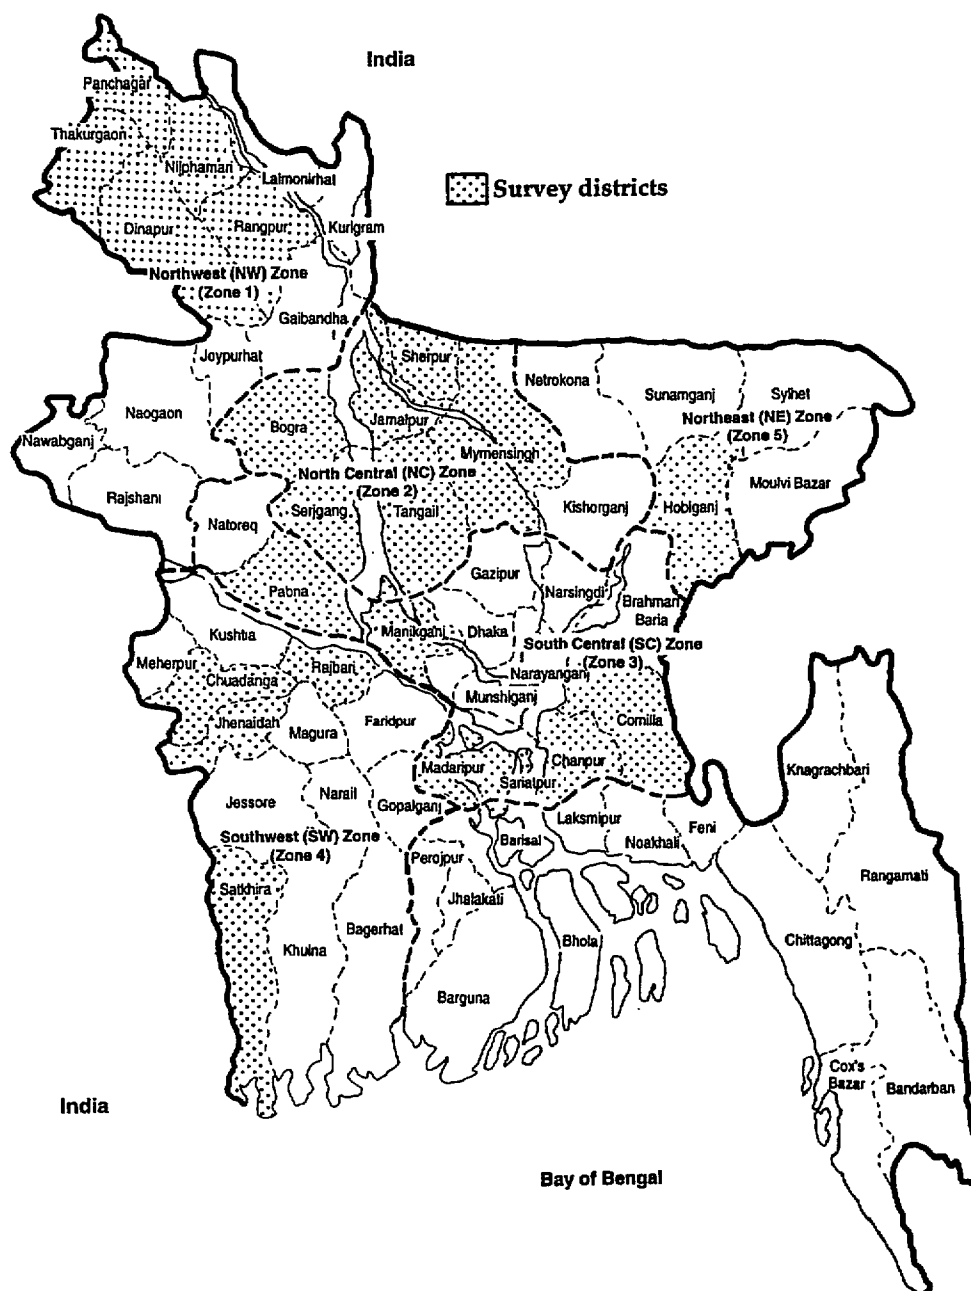 India
Panchagar
Thakurgaon
Nilphamari
Lalmonirhat
Survey districts
Dinapur
Rangpur
Kurigram
Northwest (NW) Zone
(Zone 1)
Gaibandha
Joypurhat
Sherpur
Netrokona
Sunamganj
Sylhet
Naogaon
Bogra
Jamalpur
Northeast (NE) Zone
(Zone 5)
Nawabganj
Mymensingh
North Central (NC) Zone
(Zone 2)
Moulvi Bazar
Rajshani
Serjgang
Tangail
Kishorganj
Hobiganj
Natoreq
Gazipur
Pabna
Narsingdi
Brahman
Baria
Kushtia
Manikganj
Dhaka
South Central (SC) Zone
(Zone 3)
Meherpur
Chuadanga
Rajbari
Narayanganj
Munshiganj
Jhenaidah
Magura
Faridpur
Comilla
Madaripur
Sariatpur
Chanpur
Knagrachbari
Jessore
Narail
Gopalganj
Laksmipur
Noakhali
Feni
Southwest (SW) Zone
(Zone 4)
Barisal
Perojpur
Satkhira
Jhalakati
Rangamati
Khulna
Bagerhat
Bhola
Chittagong
Barguna
Cox's
Bazar
Bandarban
India
Bay of Bengal